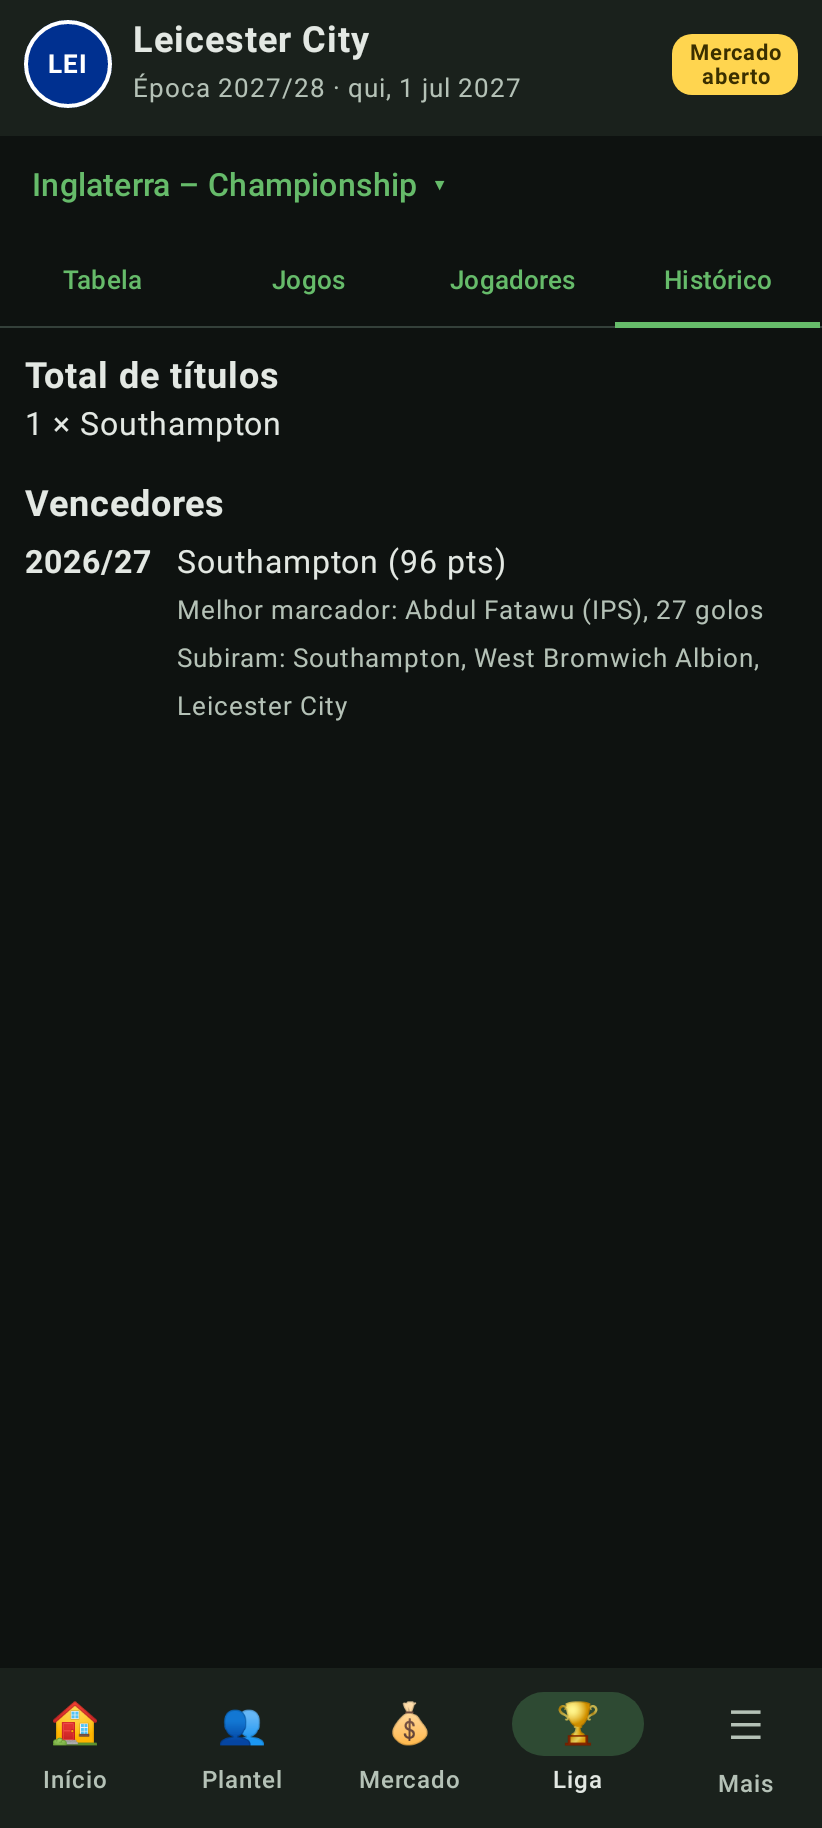 LEI
Leicester City
Época 2027/28 · qui, 1 jul 2027
Mercado
aberto
Inglaterra – Championship ▾
Tabela
Jogos
Jogadores
Histórico
Total de títulos
1 × Southampton
Vencedores
2026/27 Southampton (96 pts)
Melhor marcador: Abdul Fatawu (IPS), 27 golos
Subiram: Southampton, West Bromwich Albion,
Leicester City
Início
Plantel
Mercado
Liga
Mais